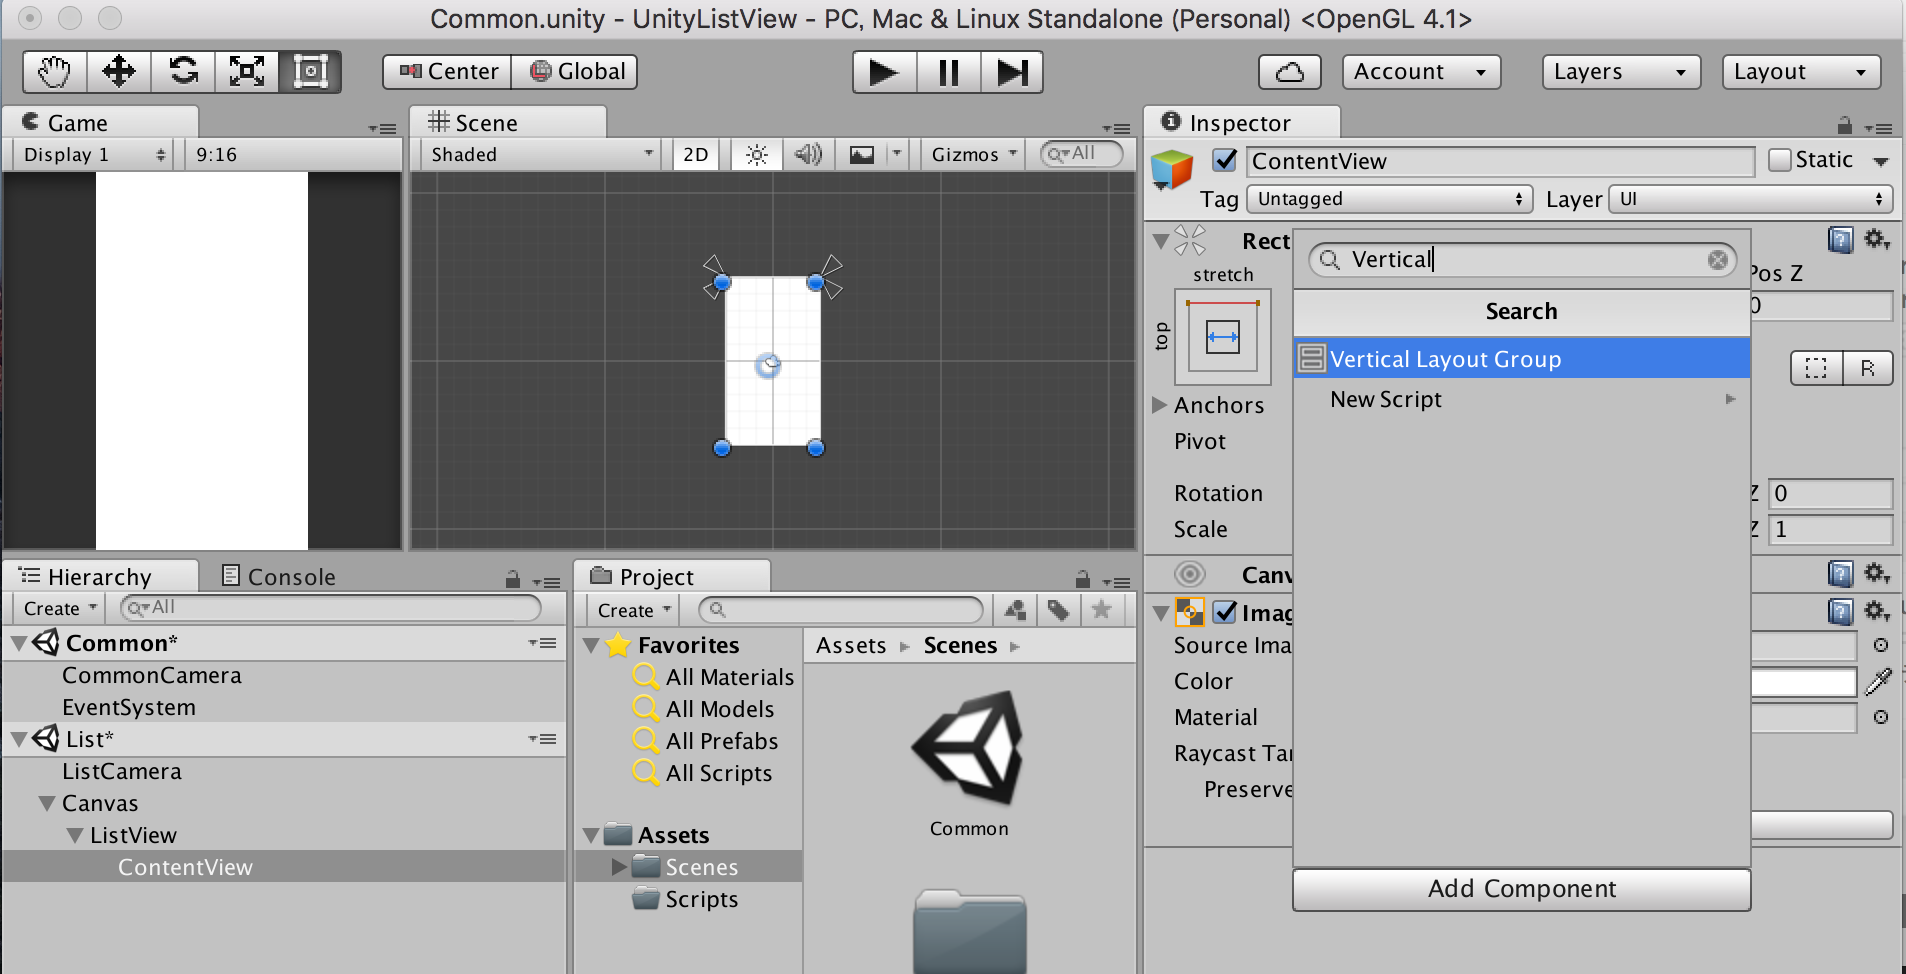 Common.unity - UnityListView - PC, Mac & Linux Standalone (Personal) <OpenGL 4.1>
Center Global
Account Layers Layout
Game
Display 1 9:16
Scene
Shaded 2D Gizmos All
Inspector
ContentView Static
Tag Untagged Layer UI
Rect
stretch
top
Pos Z
0
R
Anchors
Pivot
Rotation Z 0
Scale Z 1
Canv
Imag
Source Ima
Color
Material
Raycast Tar
Preserve
Vertical
Search
Vertical Layout Group
New Script
Add Component
Hierarchy Console
Create All
Common*
CommonCamera
EventSystem
List*
ListCamera
Canvas
ListView
ContentView
Project
Create
Favorites
All Materials
All Models
All Prefabs
All Scripts
Assets
Scenes
Scripts
Assets Scenes
Common